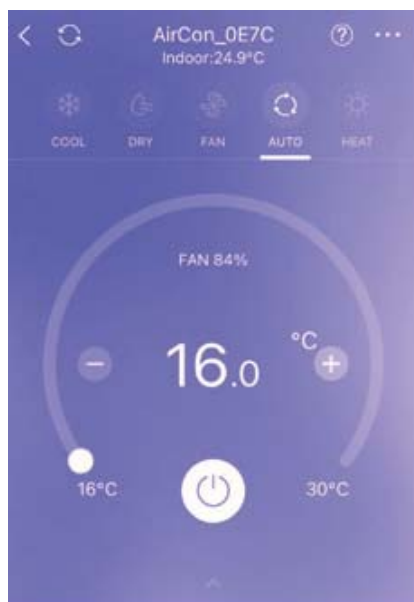 AirCon_0E7C
Indoor:24.9°C
COOL DRY FAN AUTO HEAT
FAN 84%
16.0 °C
16°C 30°C